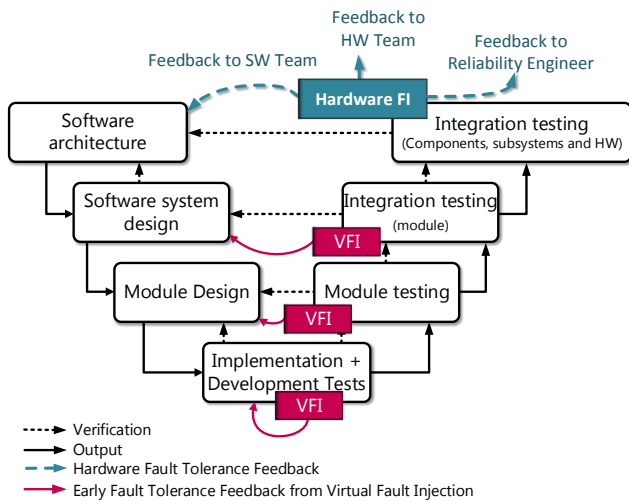 Feedback to
HW Team
Feedback to SW Team
Feedback to
Reliability Engineer
Hardware FI
Software
architecture
Integration testing
(Components, subsystems and HW)
Software system
design
Integration testing
(module)
VFI
Module Design
Module testing
VFI
Implementation +
Development Tests
VFI
Verification
Output
Hardware Fault Tolerance Feedback
Early Fault Tolerance Feedback from Virtual Fault Injection